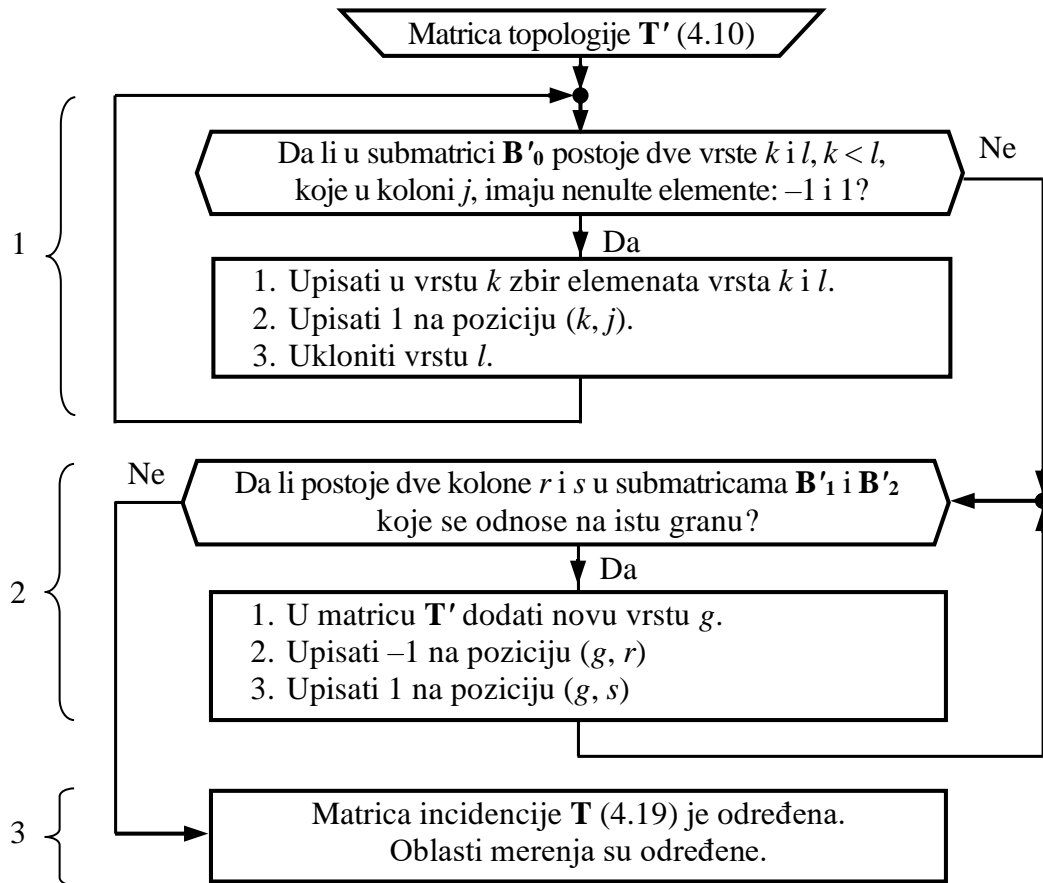 Matrica topologije T′ (4.10)
1
Da li u submatrici B′0 postoje dve vrste k i l, k < l,
koje u koloni j, imaju nenulte elemente: –1 i 1?
Ne
Da
1. Upisati u vrstu k zbir elemenata vrsta k i l.
2. Upisati 1 na poziciju (k, j).
3. Ukloniti vrstu l.
2
Ne
Da li postoje dve kolone r i s u submatricama B′1 i B′2
koje se odnose na istu granu?
Da
1. U matricu T′ dodati novu vrstu g.
2. Upisati –1 na poziciju (g, r)
3. Upisati 1 na poziciju (g, s)
3
Matrica incidencije T (4.19) je određena.
Oblasti merenja su određene.